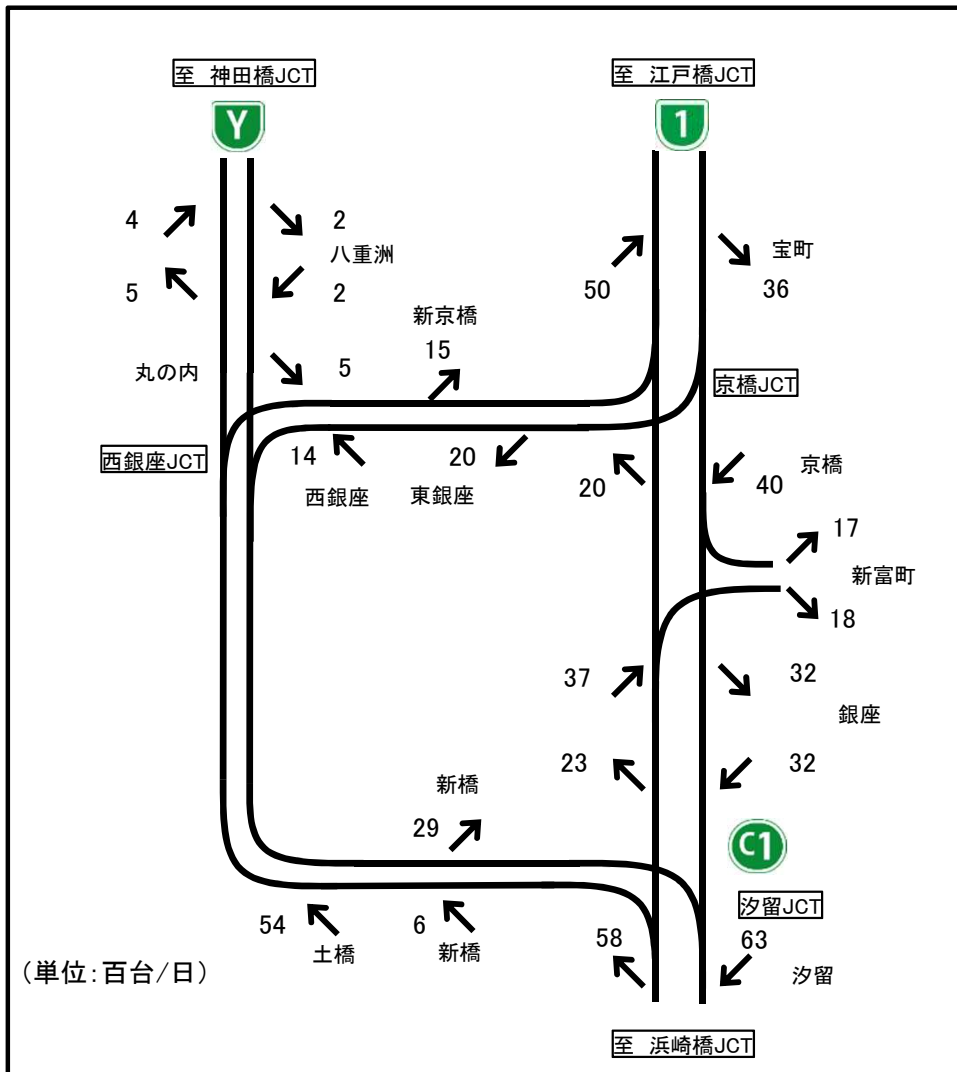 至 神田橋JCT
至 江戸橋JCT
Y
1
4
2
八重洲
5
2
50
宝町
36
新京橋
15
丸の内
5
京橋JCT
西銀座JCT
14
20
西銀座
東銀座
20
京橋
40
17
新富町
18
37
32
銀座
23
32
新橋
29
C1
汐留JCT
54
土橋
6
新橋
58
63
汐留
(単位:百台/日)
至 浜崎橋JCT